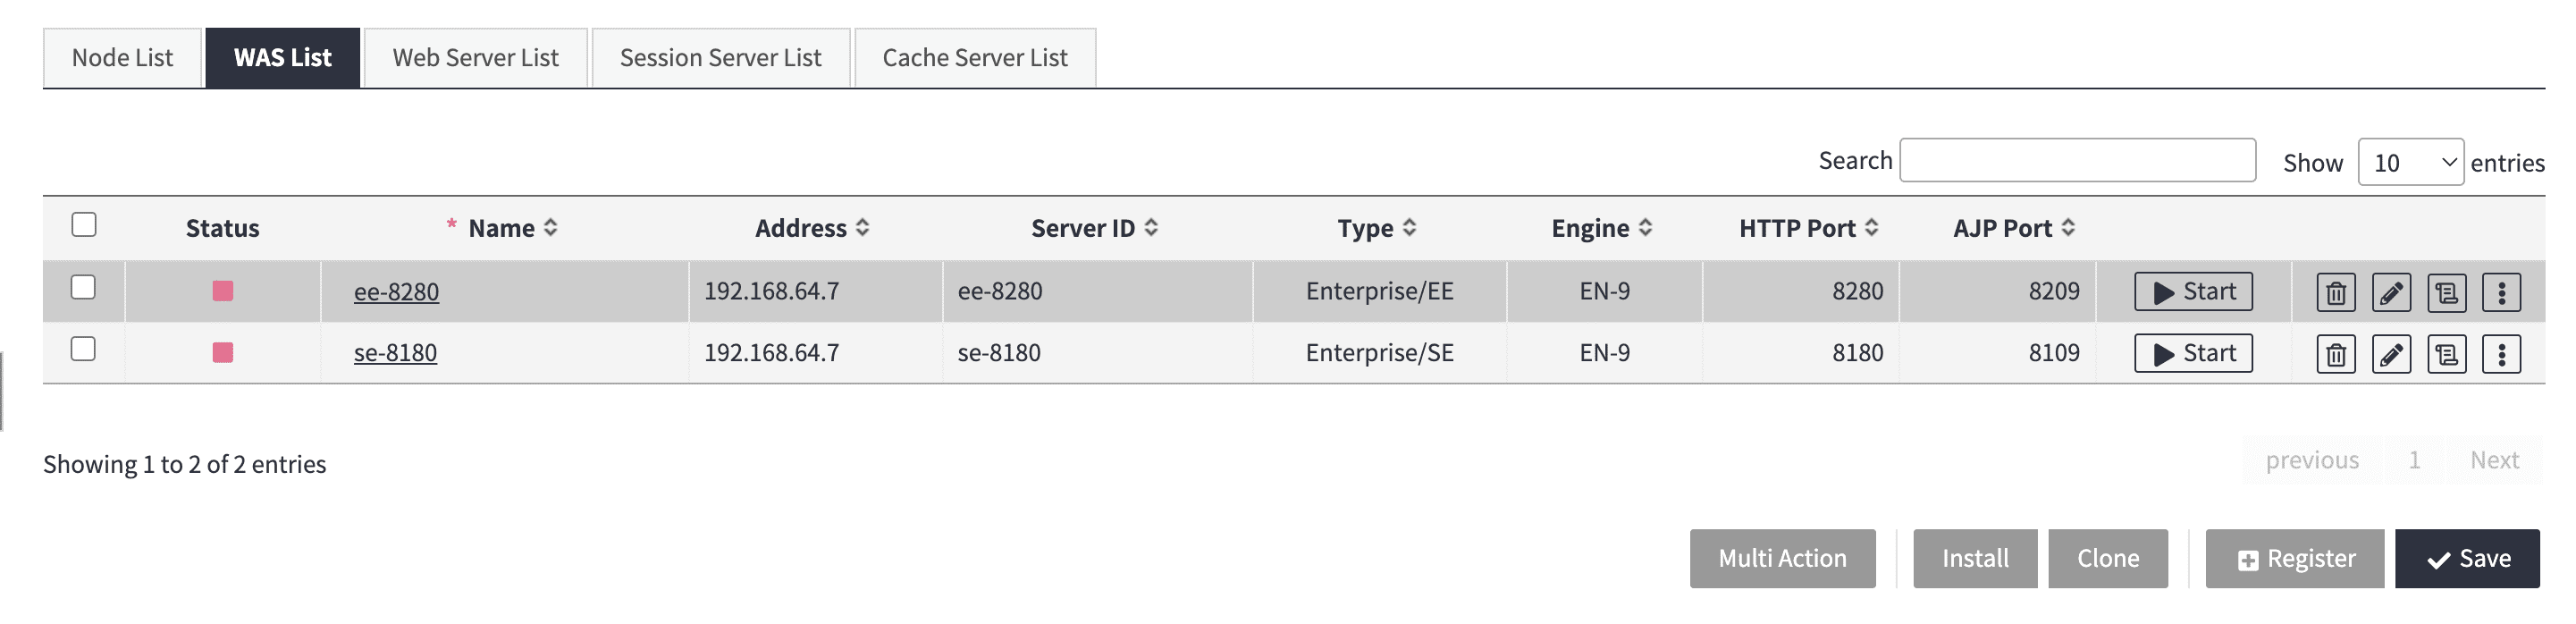 Node List WAS List Web Server List Session Server List Cache Server List
Search Show 10 entries
Status * Name Address Server ID Type Engine HTTP Port AJP Port
ee-8280 192.168.64.7 ee-8280 Enterprise/EE EN-9 8280 8209 Start
se-8180 192.168.64.7 se-8180 Enterprise/SE EN-9 8180 8109 Start
Showing 1 to 2 of 2 entries previous 1 Next
Multi Action Install Clone Register Save